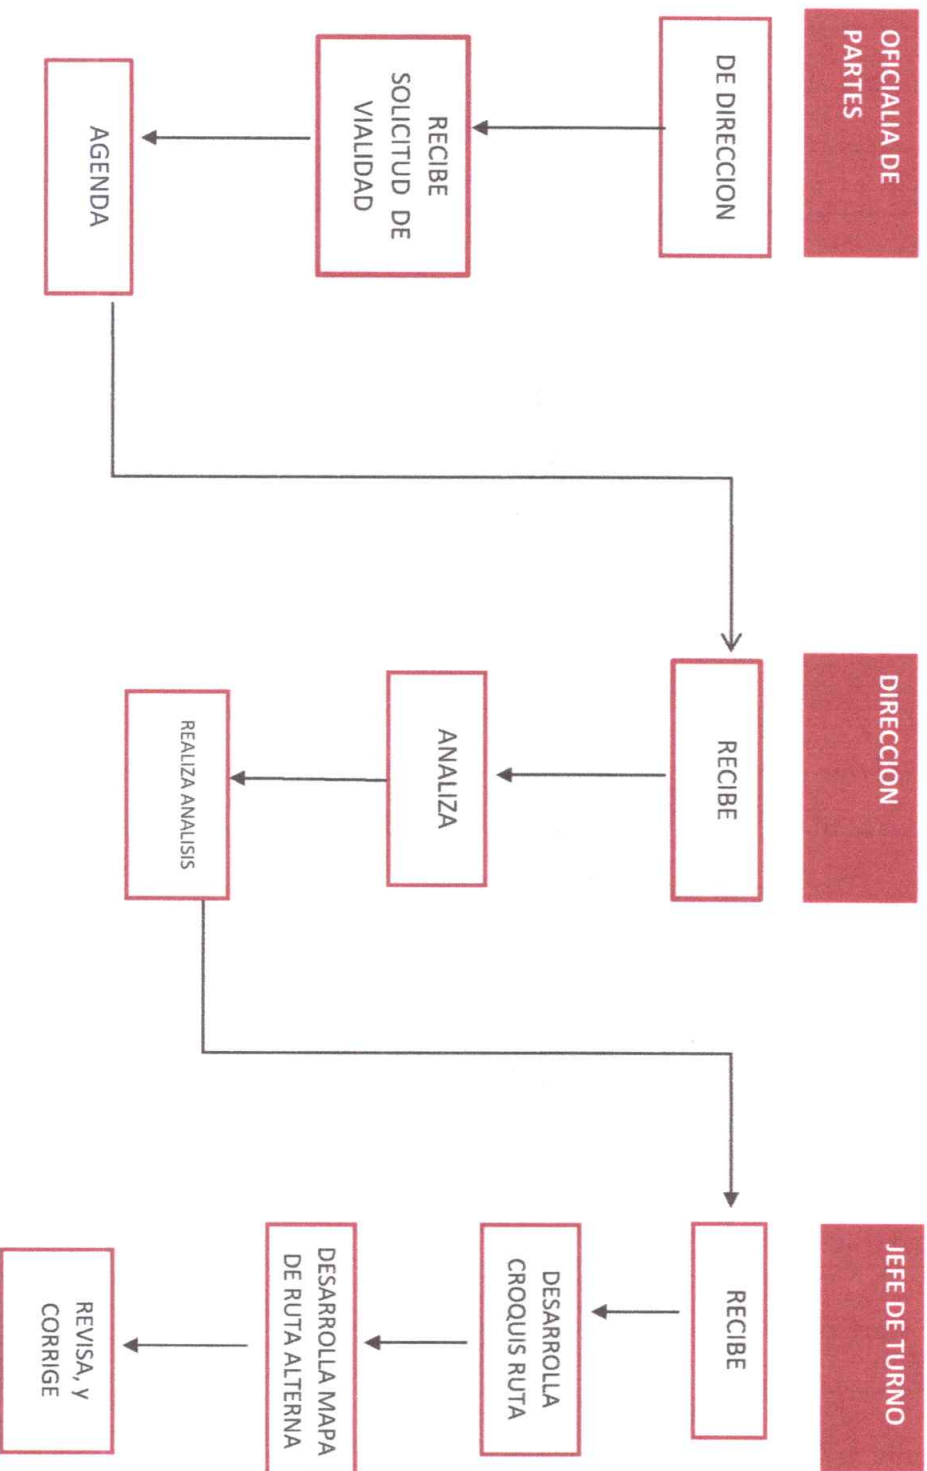 OFICIALIA DE
PARTES
DE DIRECCION
RECIBE
SOLICITUD DE
VIALIDAD
AGENDA
DIRECCION
RECIBE
ANALIZA
REALIZA ANALISIS
JEFE DE TURNO
RECIBE
DESARROLLA
CROQUIS RUTA
DESARROLLA MAPA
DE RUTA ALTERNA
REVISA, y
CORRIGE